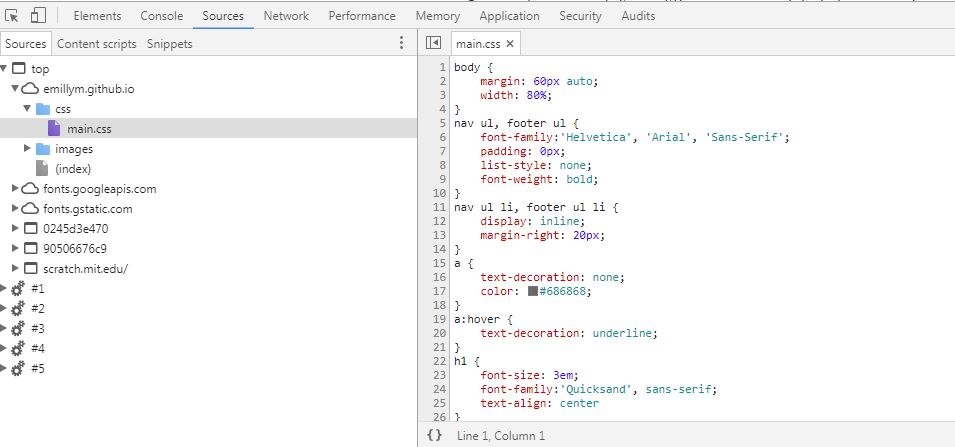 Elements Console Sources Network Performance Memory Application Security Audits
Sources Content scripts Snippets
top
emillym.github.io
css
main.css
images
(index)
fonts.googleapis.com
fonts.gstatic.com
0245d3e470
90506676c9
scratch.mit.edu/
#1
#2
#3
#4
#5
main.css ×
1 body {
2 margin: 60px auto;
3 width: 80%;
4 }
5 nav ul, footer ul {
6 font-family:'Helvetica', 'Arial', 'Sans-Serif';
7 padding: 0px;
8 list-style: none;
9 font-weight: bold;
10 }
11 nav ul li, footer ul li {
12 display: inline;
13 margin-right: 20px;
14 }
15 a {
16 text-decoration: none;
17 color: #686868;
18 }
19 a:hover {
20 text-decoration: underline;
21 }
22 h1 {
23 font-size: 3em;
24 font-family:'Quicksand', sans-serif;
25 text-align: center
26 }
{} Line 1, Column 1